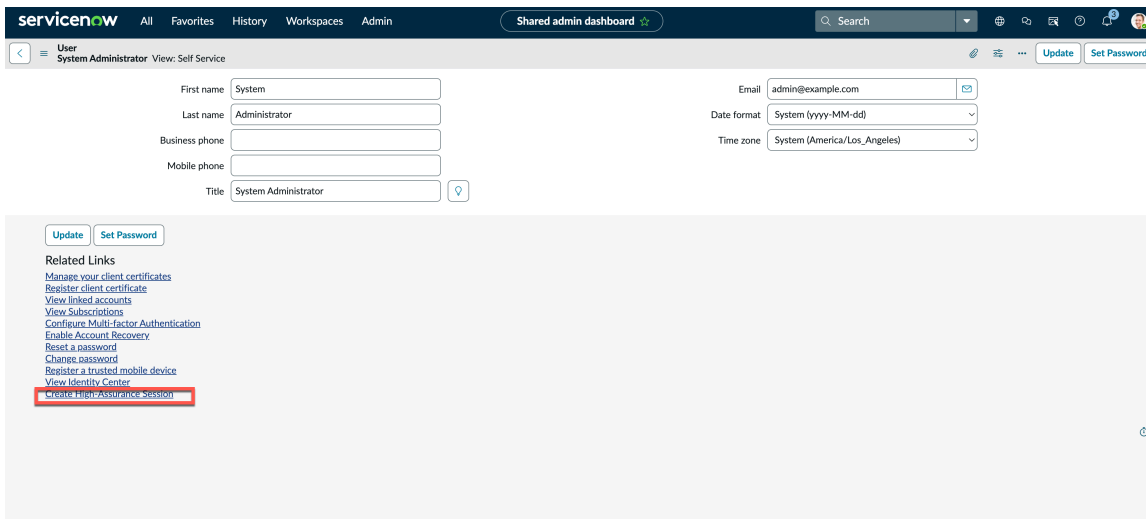 servicenow All Favorites History Workspaces Admin Shared admin dashboard Search 3
User
System Administrator View: Self Service Update Set Password
First name System Email admin@example.com
Last name Administrator Date format System (yyyy-MM-dd)
Business phone Time zone System (America/Los_Angeles)
Mobile phone
Title System Administrator
Update Set Password
Related Links
Manage your client certificates
Register client certificate
View linked accounts
View Subscriptions
Configure Multi-factor Authentication
Enable Account Recovery
Reset a password
Change password
Register a trusted mobile device
View Identity Center
Create High-Assurance Session